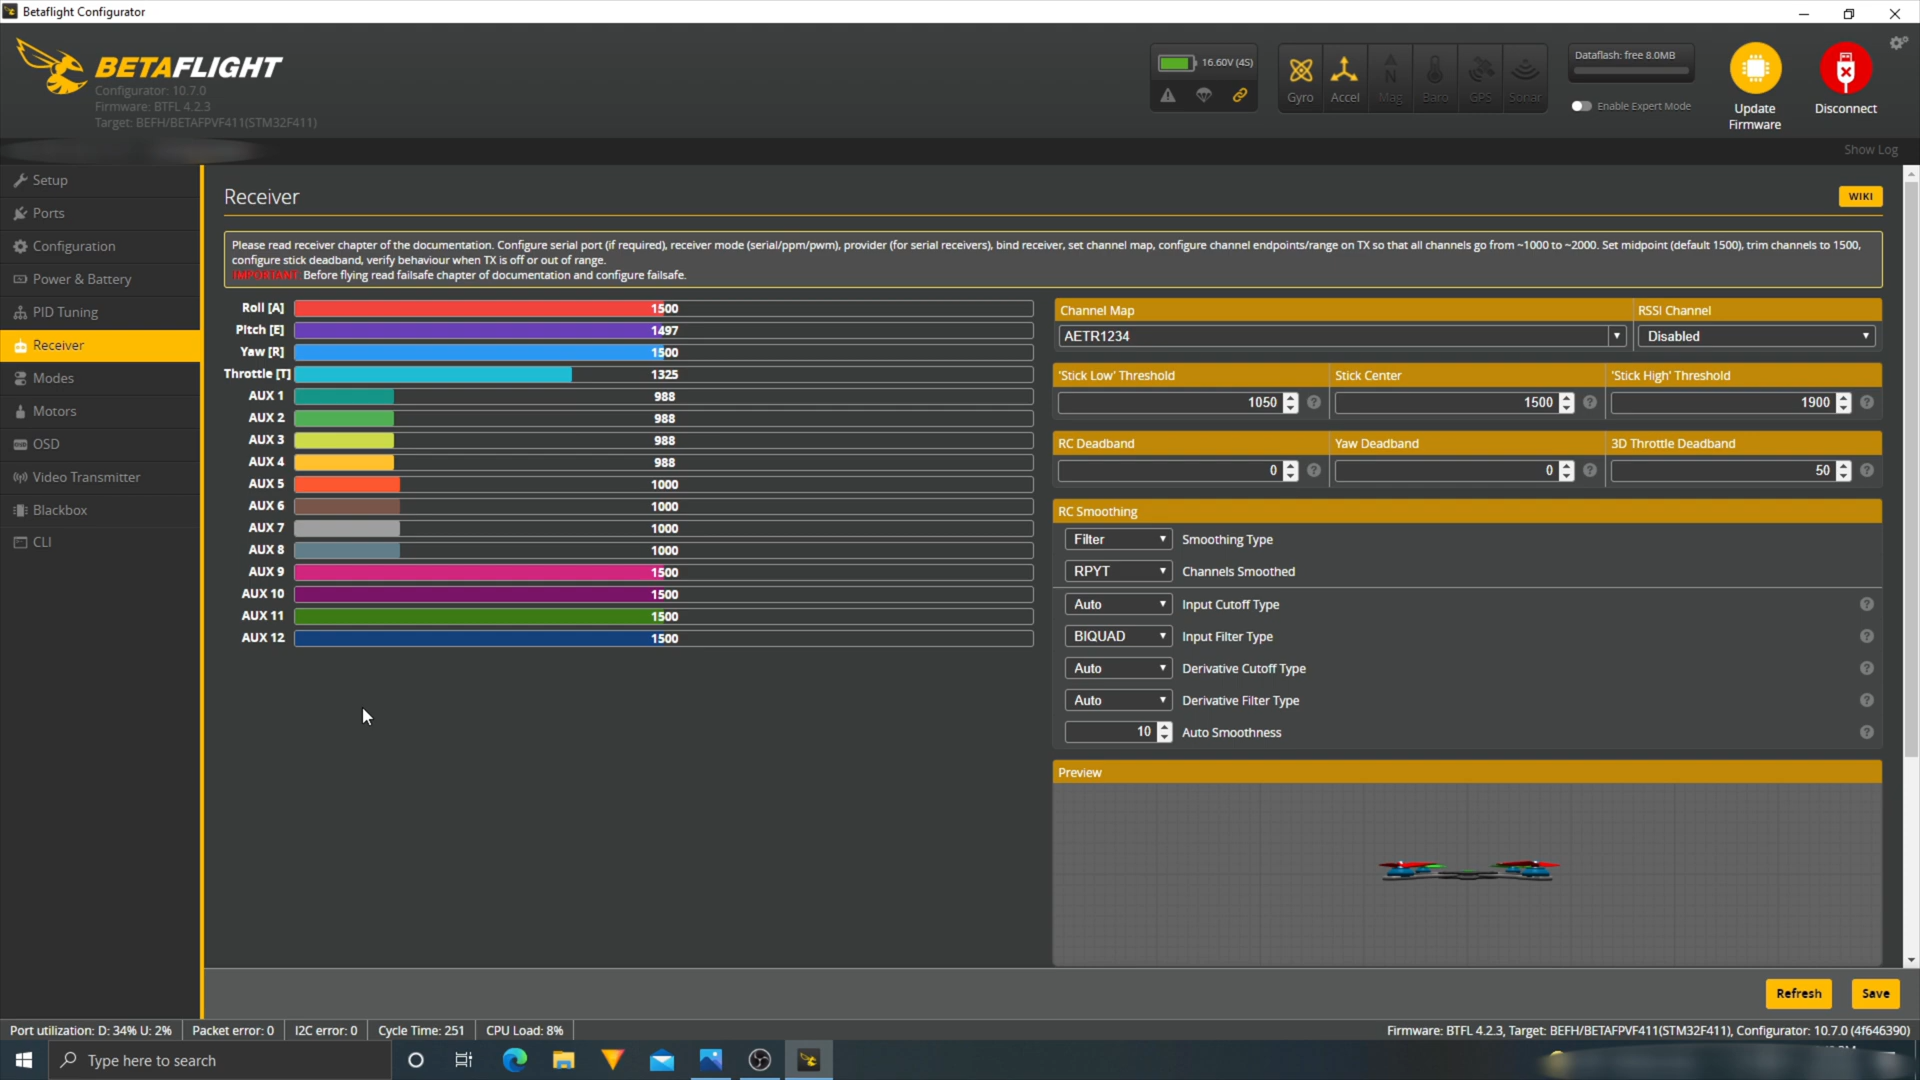 Betaflight Configurator
BETAFLIGHT
Configurator: 10.7.0
Firmware: BTFL 4.2.3
Target: BEFH/BETAFPVF411(STM32F411)
16.60V (4S)
Gyro
Accel
Mag
Baro
GPS
Sonar
Dataflash: free 8.0MB
Enable Expert Mode
Update
Firmware
Disconnect
Show Log
Setup
Ports
Configuration
Power & Battery
PID Tuning
Receiver
Modes
Motors
OSD
Video Transmitter
Blackbox
CLI
Receiver
WIKI
Please read receiver chapter of the documentation. Configure serial port (if required), receiver mode (serial/ppm/pwm), provider (for serial receivers), bind receiver, set channel map, configure channel endpoints/range on TX so that all channels go from ~1000 to ~2000. Set midpoint (default 1500), trim channels to 1500,
configure stick deadband, verify behaviour when TX is off or out of range.
IMPORTANT: Before flying read failsafe chapter of documentation and configure failsafe.
Roll [A] 1500
Pitch [E] 1497
Yaw [R] 1500
Throttle [T] 1325
AUX 1 988
AUX 2 988
AUX 3 988
AUX 4 988
AUX 5 1000
AUX 6 1000
AUX 7 1000
AUX 8 1000
AUX 9 1500
AUX 10 1500
AUX 11 1500
AUX 12 1500
Channel Map RSSI Channel
AETR1234 Disabled
'Stick Low' Threshold Stick Center 'Stick High' Threshold
1050 1500 1900
RC Deadband Yaw Deadband 3D Throttle Deadband
0 0 50
RC Smoothing
Filter Smoothing Type
RPYT Channels Smoothed
Auto Input Cutoff Type
BIQUAD Input Filter Type
Auto Derivative Cutoff Type
Auto Derivative Filter Type
10 Auto Smoothness
Preview
Refresh Save
Port utilization: D: 34% U: 2% Packet error: 0 I2C error: 0 Cycle Time: 251 CPU Load: 8%
Firmware: BTFL 4.2.3, Target: BEFH/BETAFPVF411(STM32F411), Configurator: 10.7.0 (4f646390)
Type here to search